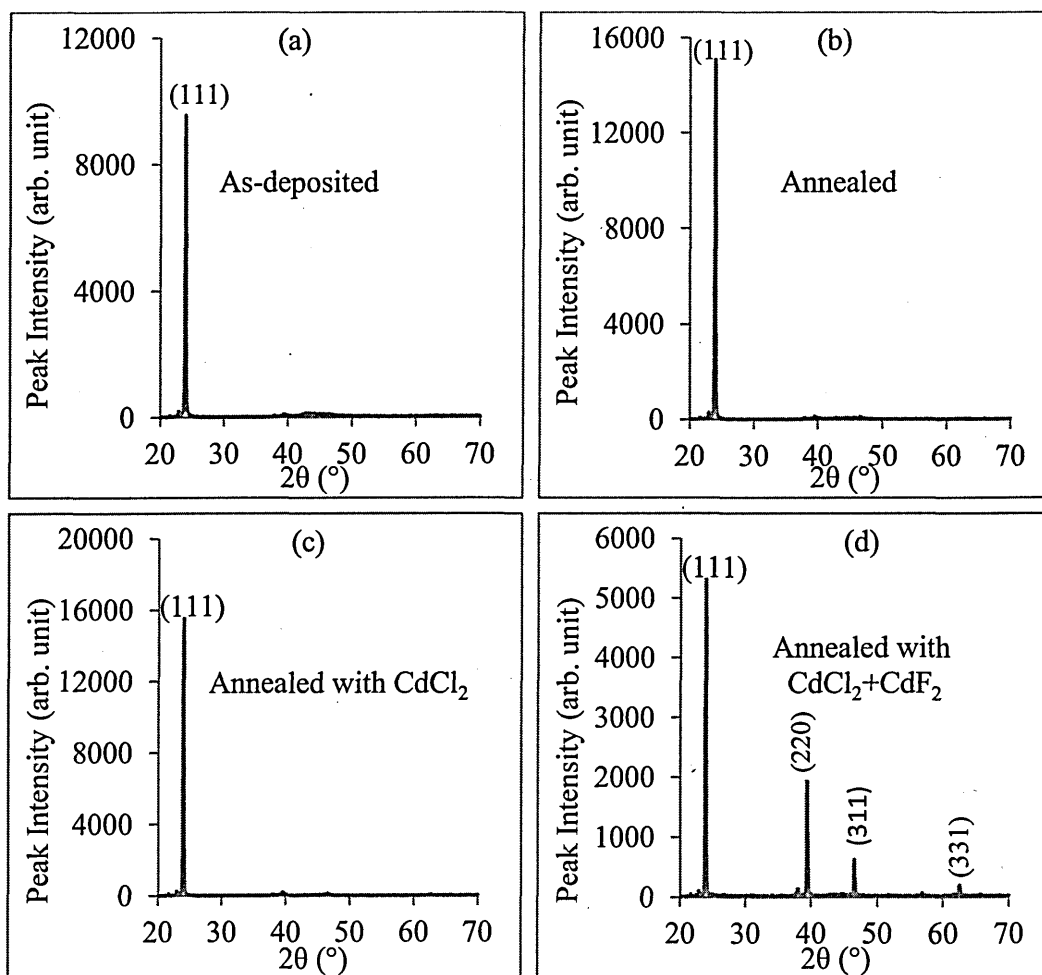 (a)
12000
8000
4000
0
Peak Intensity (arb. unit)
(111)
As-deposited
20 30 40 50 60 70
2θ (°)
(b)
16000
12000
8000
4000
0
Peak Intensity (arb. unit)
(111)
Annealed
20 30 40 50 60 70
2θ (°)
(c)
20000
16000
12000
8000
4000
0
Peak Intensity (arb. unit)
(111)
Annealed with CdCl₂
20 30 40 50 60 70
2θ (°)
(d)
6000
5000
4000
3000
2000
1000
0
Peak Intensity (arb. unit)
(111)
Annealed with
CdCl₂+CdF₂
(220)
(311)
(331)
20 30 40 50 60 70
2θ (°)